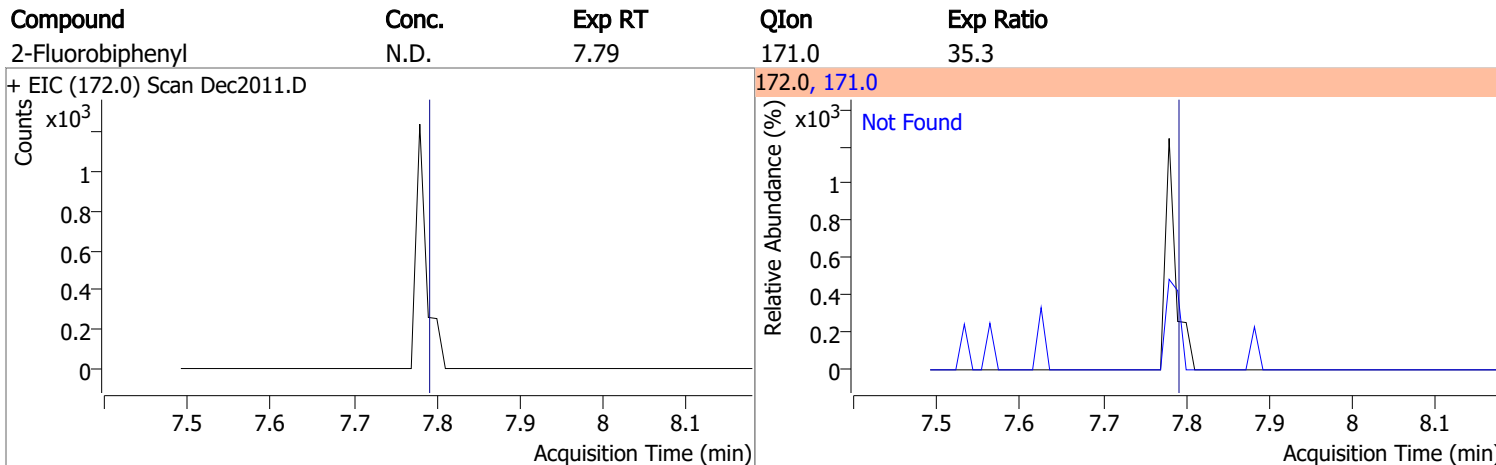 Compound Conc. Exp RT QIon Exp Ratio
2-Fluorobiphenyl N.D. 7.79 171.0 35.3
+ EIC (172.0) Scan Dec2011.D
Counts
x10³
1
0.8
0.6
0.4
0.2
0
7.5 7.6 7.7 7.8 7.9 8 8.1
Acquisition Time (min)
172.0, 171.0
Relative Abundance (%)
x10³
Not Found
1
0.8
0.6
0.4
0.2
0
7.5 7.6 7.7 7.8 7.9 8 8.1
Acquisition Time (min)